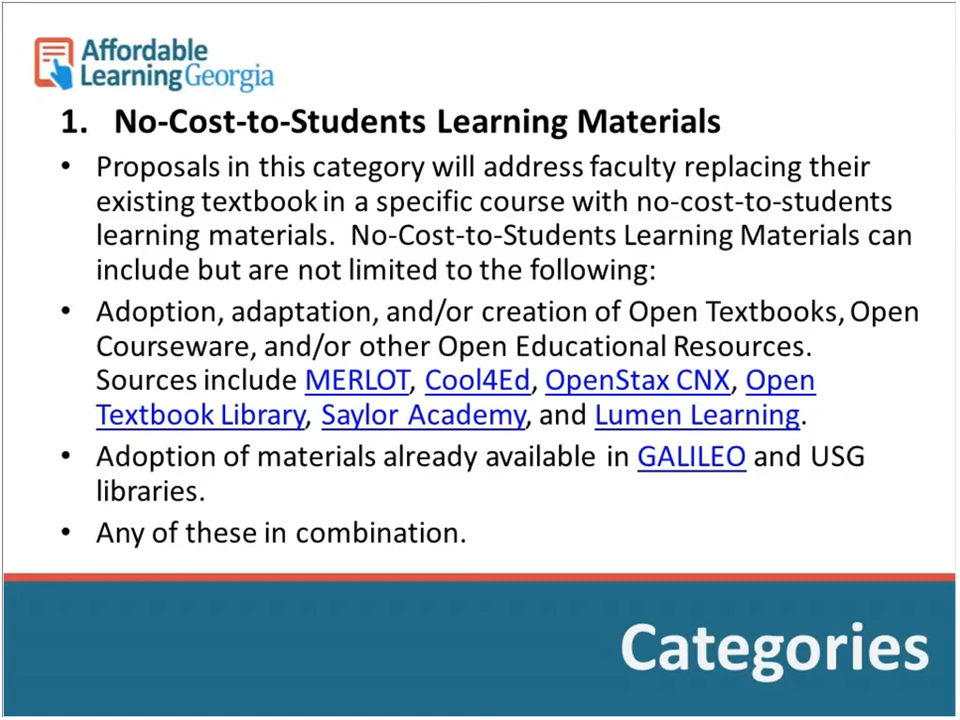 Affordable
LearningGeorgia
1. No-Cost-to-Students Learning Materials
• Proposals in this category will address faculty replacing their
existing textbook in a specific course with no-cost-to-students
learning materials. No-Cost-to-Students Learning Materials can
include but are not limited to the following:
• Adoption, adaptation, and/or creation of Open Textbooks, Open
Courseware, and/or other Open Educational Resources.
Sources include MERLOT, Cool4Ed, OpenStax CNX, Open
Textbook Library, Saylor Academy, and Lumen Learning.
• Adoption of materials already available in GALILEO and USG
libraries.
• Any of these in combination.
Categories